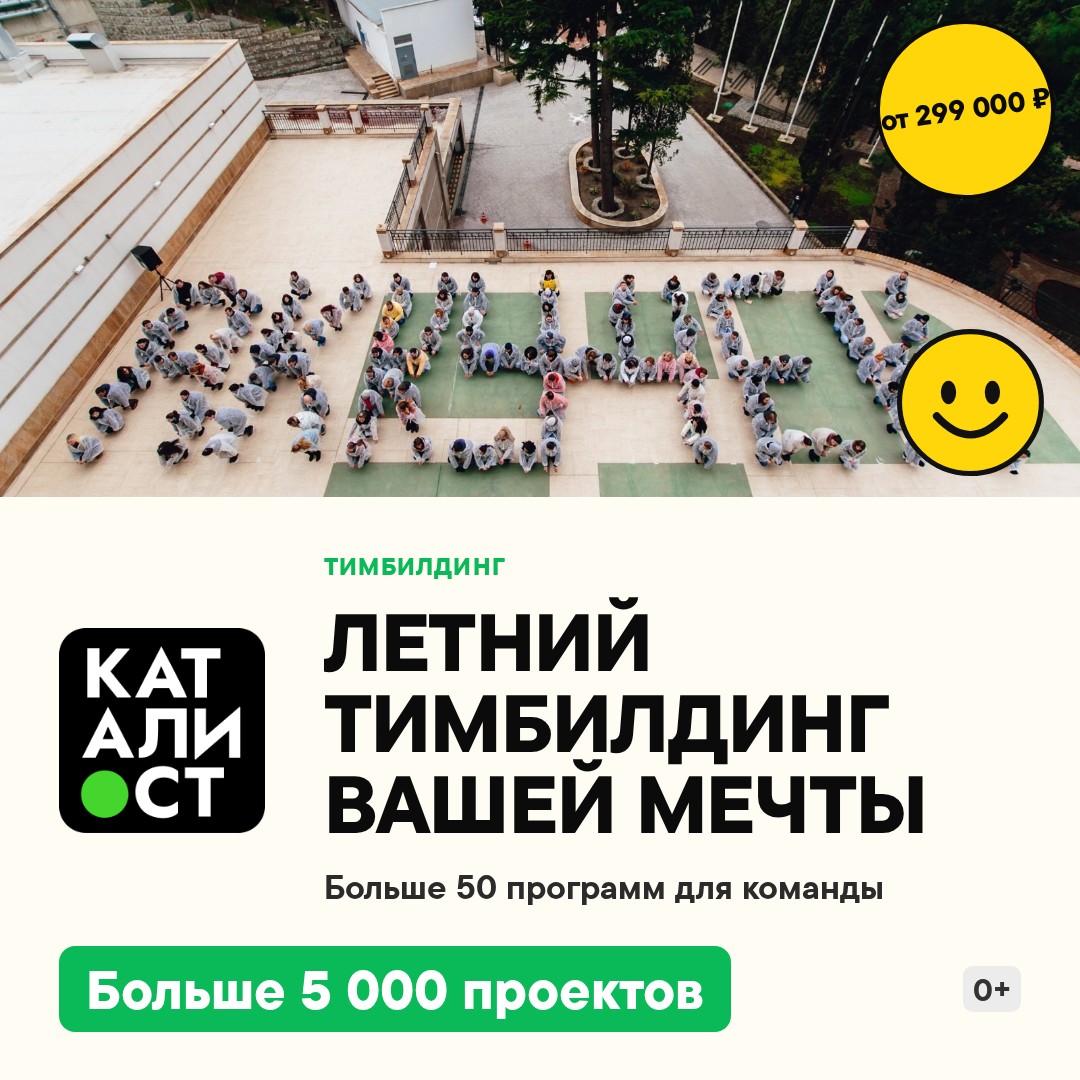 от 299 000 ₽
ТИМБИЛДИНГ
ЛЕТНИЙ
ТИМБИЛДИНГ
ВАШЕЙ МЕЧТЫ
КАТ
АЛИ
СТ
Больше 50 программ для команды
Больше 5 000 проектов
0+